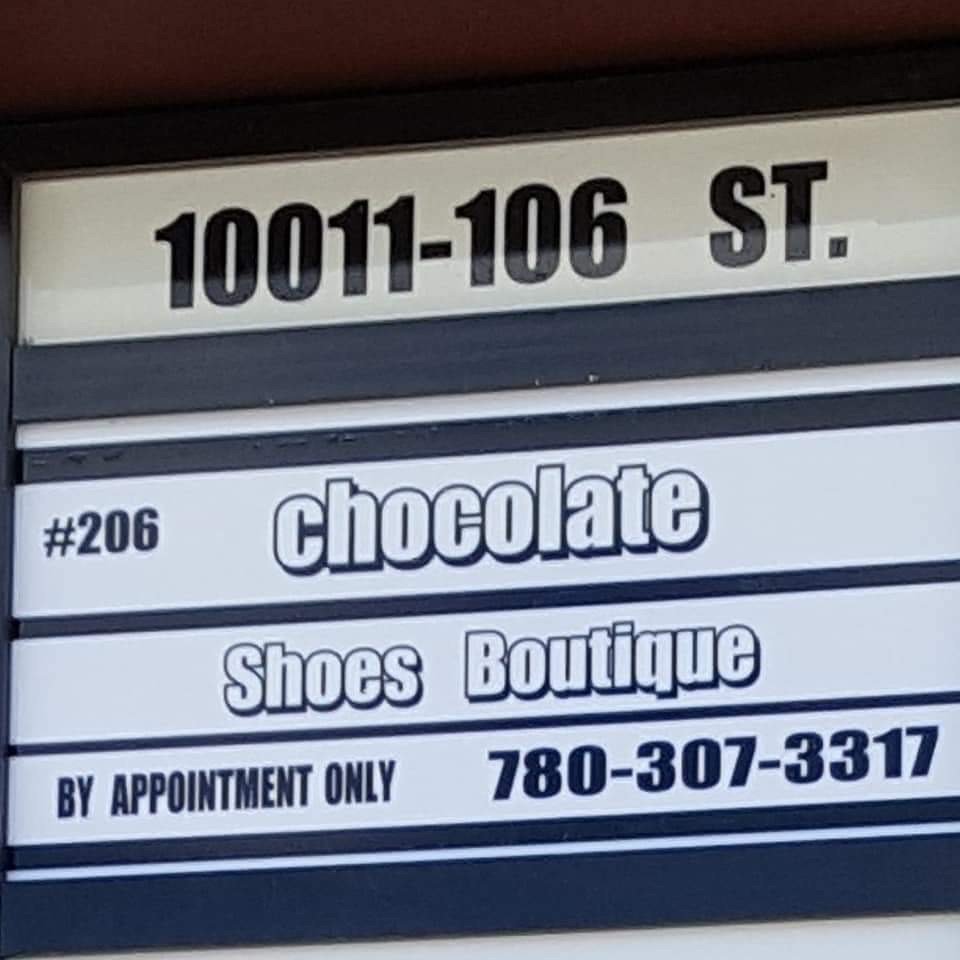 10011-106 ST.
#206 chocolate
Shoes Boutique
BY APPOINTMENT ONLY 780-307-3317